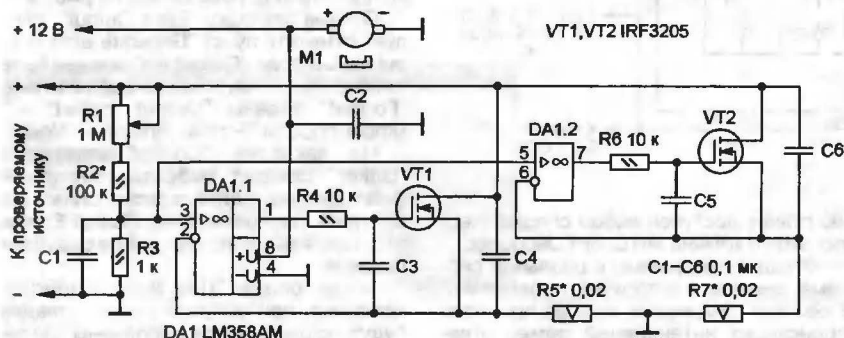 + 12 В
+ -
M1
VT1,VT2 IRF3205
+
R1
1 М
C2
R2*
100 к
К проверяемому
источнику
C1
R3
1 к
-
DA1.1
3
2
▷∞
1
+U 8
-U 4
DA1 LM358AM
R4 10 к
VT1
C3
C4
DA1.2
5
6
▷∞
7
R6 10 к
VT2
C5
C6
C1–C6 0,1 мк
R5* 0,02
V
R7* 0,02
V